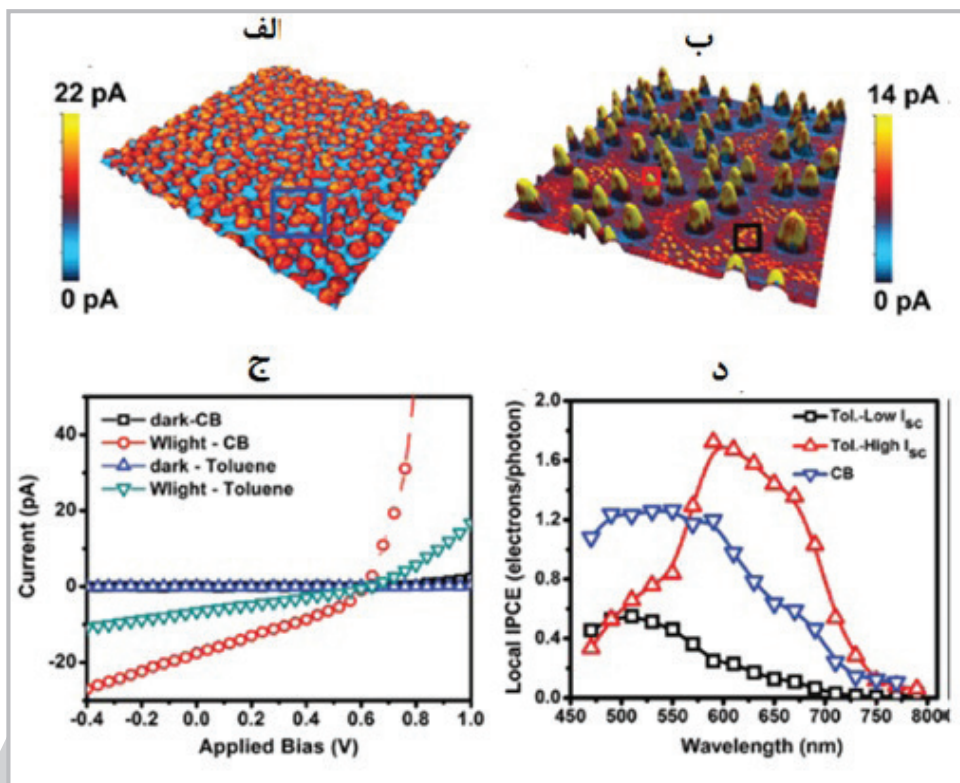 الف
ب
22 pA
0 pA
14 pA
0 pA
ج
د
dark-CB
Wlight - CB
dark - Toluene
Wlight - Toluene
Current (pA)
40
20
0
-20
-0.4 -0.2 0.0 0.2 0.4 0.6 0.8 1.0
Applied Bias (V)
Tol.-Low Isc
Tol.-High Isc
CB
Local IPCE (electrons/photon)
2.0
1.6
1.2
0.8
0.4
0.0
450 500 550 600 650 700 750 800
Wavelength (nm)